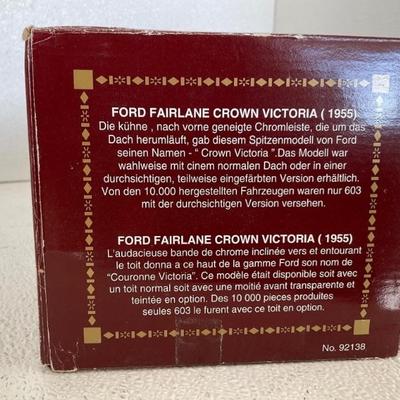 FORD FAIRLANE CROWN VICTORIA ( 1955)
Die kühne , nach vorne geneigte Chromleiste, die um das
Dach herumläuft, gab diesem Spitzenmodell von Ford
seinen Namen - “ Crown Victoria ”.Das Modell war
wahlweise mit einem normalen Dach oder in einer
durchsichtigen, teilweise eingefärbten Version erhältlich.
Von den 10.000 hergestellten Fahrzeugen waren nur 603
mit der durchsichtigen Version versehen.
FORD FAIRLANE CROWN VICTORIA ( 1955)
L'audacieuse bande de chrome inclinée vers et entourant
le toit donna a ce haut de la gamme Ford son nom de
“Couronne Victoria”. Ce modèle était disponible soit avec
un toit normal soit avec une moitié avant transparente et
teintée en option. Des 10 000 pieces produites
seules 603 le furent avec ce toit en option.
No. 92138